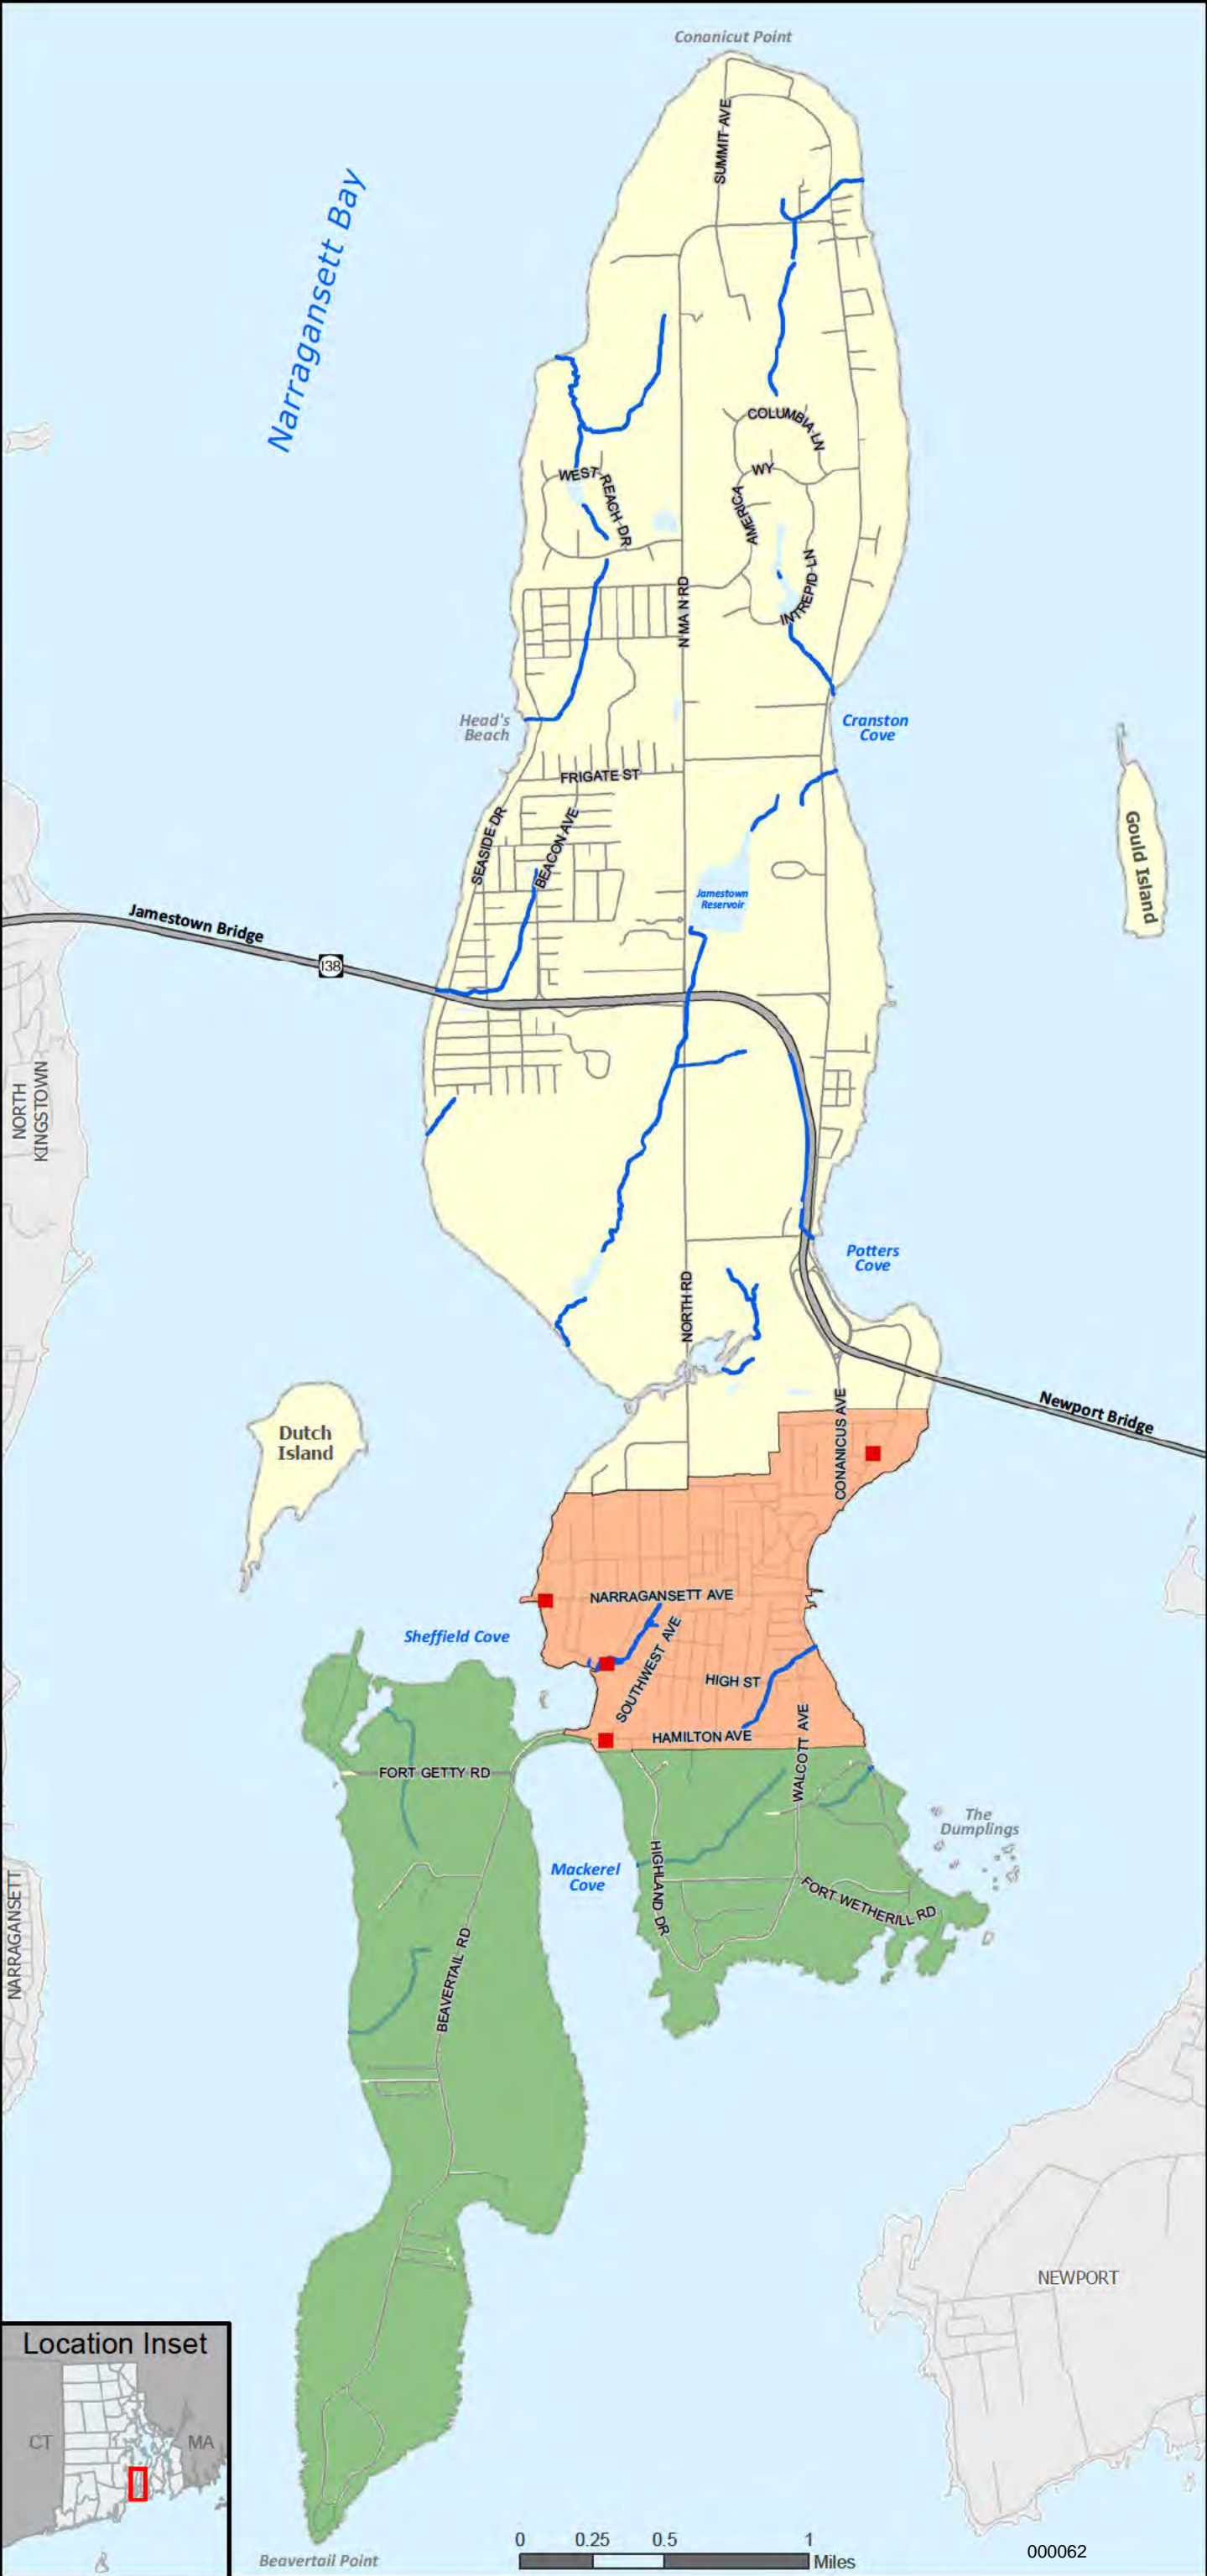 Conanicut Point
SUMMIT AVE
Narragansett Bay
COLUMBIA LN
WEST REACH DR
WY
AMERICA
INTREPID LN
N MA N RD
Head's
Beach
Cranston
Cove
FRIGATE ST
SEASIDE DR
BEACON AVE
Gould Island
Jamestown
Reservoir
Jamestown Bridge
138
NORTH
KINGSTOWN
Potters
Cove
NORTH RD
CONANICUS AVE
Newport Bridge
Dutch
Island
NARRAGANSETT AVE
Sheffield Cove
SOUTHWEST AVE
HIGH ST
HAMILTON AVE
WALCOTT AVE
FORT GETTY RD
The
Dumplings
Mackerel
Cove
HIGHLAND DR
FORT WETHERILL RD
NARRAGANSETT
BEAVERTAIL RD
NEWPORT
Location Inset
CT
MA
Beavertail Point
0 0.25 0.5 1
Miles
000062